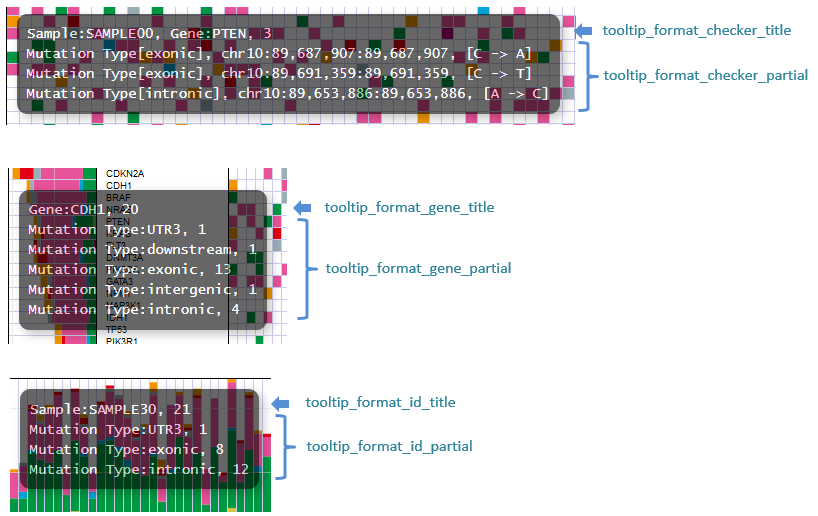 Sample:SAMPLE00, Gene:PTEN, 3
tooltip_format_checker_title
Mutation Type[exonic], chr10:89,687,907:89,687,907, [C -> A]
Mutation Type[exonic], chr10:89,691,359:89,691,359, [C -> T]
tooltip_format_checker_partial
Mutation Type[intronic], chr10:89,653,886:89,653,886, [A -> C]
CDKN2A
CDH1
BRAF
Gene:CDH1, 20
tooltip_format_gene_title
PTEN
Mutation Type:UTR3, 1
Mutation Type:downstream, 1
DNMT3A
Mutation Type:exonic, 13
tooltip_format_gene_partial
GATA3
Mutation Type:intergenic, 1
Mutation Type:intronic, 4
IDH1
TP53
PIK3R1
Sample:SAMPLE30, 21
tooltip_format_id_title
Mutation Type:UTR3, 1
Mutation Type:exonic, 8
tooltip_format_id_partial
Mutation Type:intronic, 12